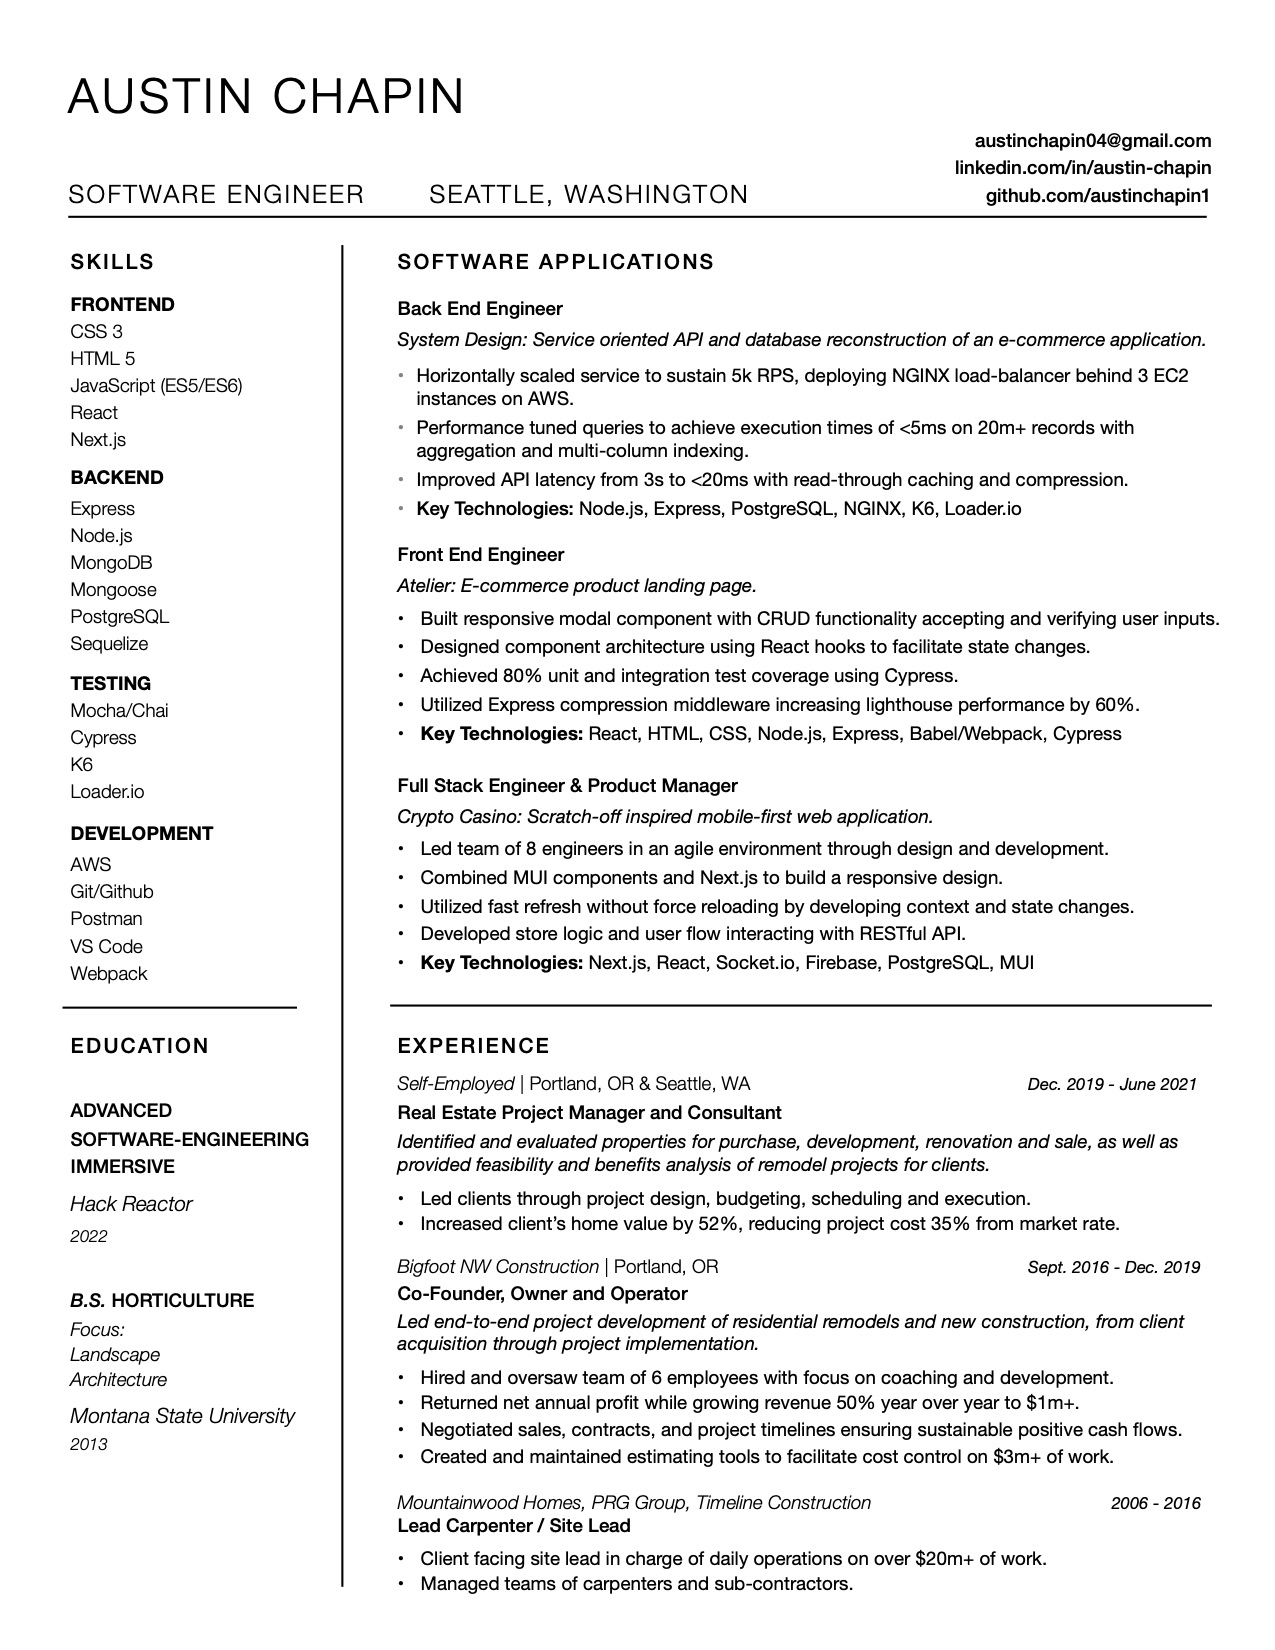 AUSTIN CHAPIN
austinchapin04@gmail.com
linkedin.com/in/austin-chapin
github.com/austinchapin1
SOFTWARE ENGINEER SEATTLE, WASHINGTON
SKILLS
FRONTEND
CSS 3
HTML 5
JavaScript (ES5/ES6)
React
Next.js
BACKEND
Express
Node.js
MongoDB
Mongoose
PostgreSQL
Sequelize
TESTING
Mocha/Chai
Cypress
K6
Loader.io
DEVELOPMENT
AWS
Git/Github
Postman
VS Code
Webpack
EDUCATION
ADVANCED
SOFTWARE-ENGINEERING
IMMERSIVE
Hack Reactor
2022
B.S. HORTICULTURE
Focus:
Landscape
Architecture
Montana State University
2013
SOFTWARE APPLICATIONS
Back End Engineer
System Design: Service oriented API and database reconstruction of an e-commerce application.
• Horizontally scaled service to sustain 5k RPS, deploying NGINX load-balancer behind 3 EC2
instances on AWS.
• Performance tuned queries to achieve execution times of <5ms on 20m+ records with
aggregation and multi-column indexing.
• Improved API latency from 3s to <20ms with read-through caching and compression.
• Key Technologies: Node.js, Express, PostgreSQL, NGINX, K6, Loader.io
Front End Engineer
Atelier: E-commerce product landing page.
• Built responsive modal component with CRUD functionality accepting and verifying user inputs.
• Designed component architecture using React hooks to facilitate state changes.
• Achieved 80% unit and integration test coverage using Cypress.
• Utilized Express compression middleware increasing lighthouse performance by 60%.
• Key Technologies: React, HTML, CSS, Node.js, Express, Babel/Webpack, Cypress
Full Stack Engineer & Product Manager
Crypto Casino: Scratch-off inspired mobile-first web application.
• Led team of 8 engineers in an agile environment through design and development.
• Combined MUI components and Next.js to build a responsive design.
• Utilized fast refresh without force reloading by developing context and state changes.
• Developed store logic and user flow interacting with RESTful API.
• Key Technologies: Next.js, React, Socket.io, Firebase, PostgreSQL, MUI
EXPERIENCE
Self-Employed | Portland, OR & Seattle, WA Dec. 2019 - June 2021
Real Estate Project Manager and Consultant
Identified and evaluated properties for purchase, development, renovation and sale, as well as
provided feasibility and benefits analysis of remodel projects for clients.
• Led clients through project design, budgeting, scheduling and execution.
• Increased client’s home value by 52%, reducing project cost 35% from market rate.
Bigfoot NW Construction | Portland, OR Sept. 2016 - Dec. 2019
Co-Founder, Owner and Operator
Led end-to-end project development of residential remodels and new construction, from client
acquisition through project implementation.
• Hired and oversaw team of 6 employees with focus on coaching and development.
• Returned net annual profit while growing revenue 50% year over year to $1m+.
• Negotiated sales, contracts, and project timelines ensuring sustainable positive cash flows.
• Created and maintained estimating tools to facilitate cost control on $3m+ of work.
Mountainwood Homes, PRG Group, Timeline Construction 2006 - 2016
Lead Carpenter / Site Lead
• Client facing site lead in charge of daily operations on over $20m+ of work.
• Managed teams of carpenters and sub-contractors.